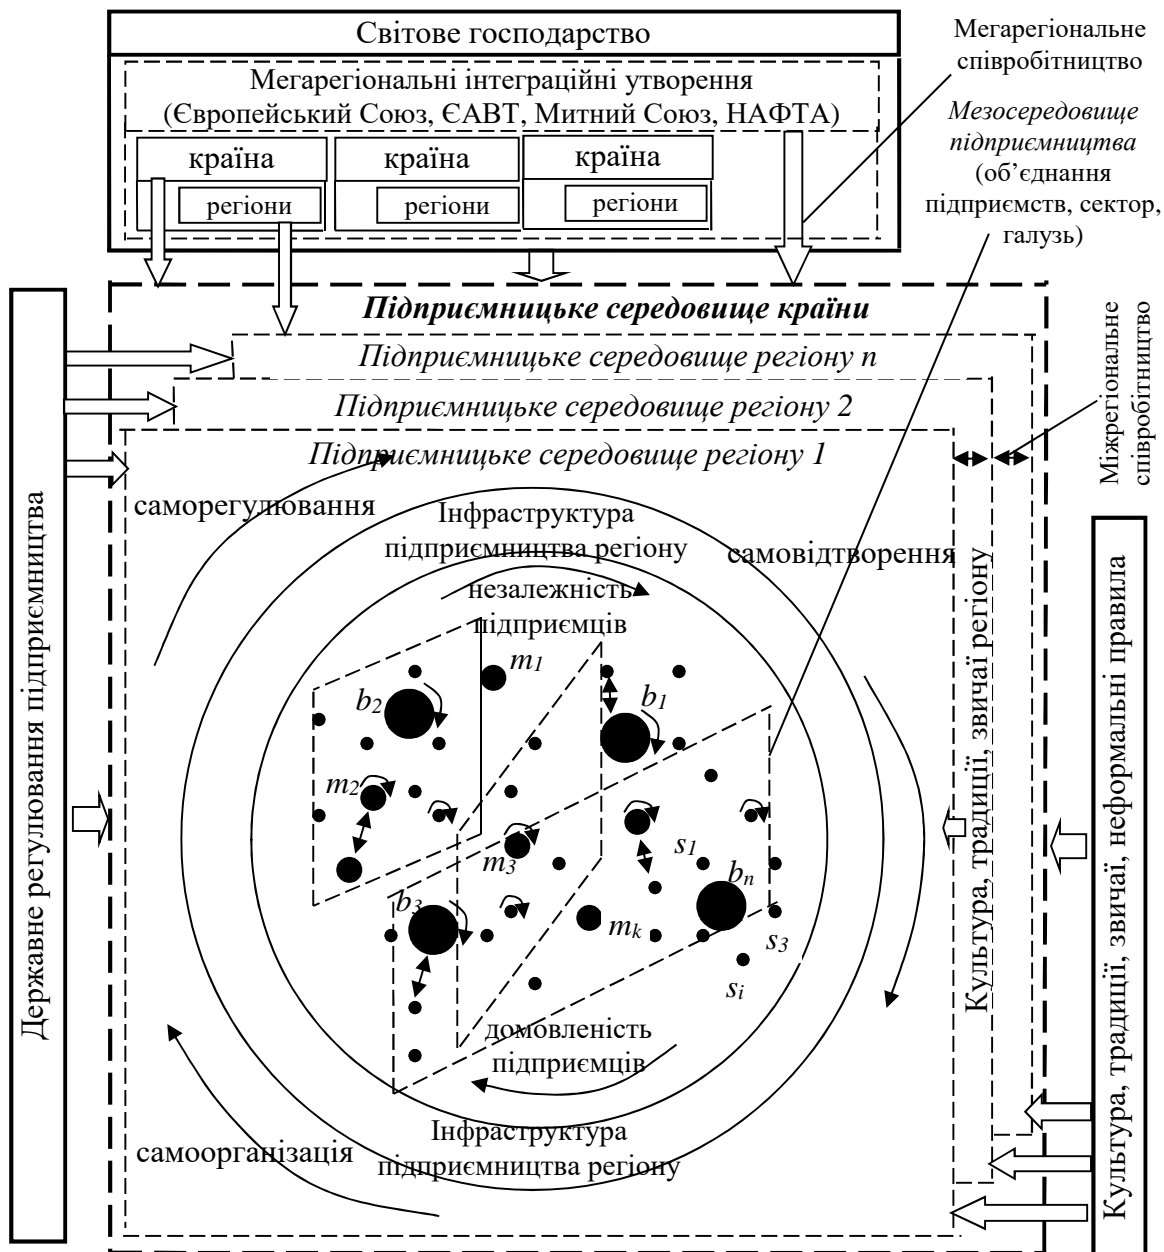 Світове господарство
Мегарегіональні інтеграційні утворення
(Європейський Союз, ЄАВТ, Митний Союз, НАФТА)
країна
країна
країна
регіони
регіони
регіони
Мегарегіональне
співробітництво
Мезосередовище
підприємництва
(об’єднання
підприємств, сектор,
галузь)
Підприємницьке середовище країни
Підприємницьке середовище регіону n
Підприємницьке середовище регіону 2
Підприємницьке середовище регіону 1
Міжрегіональне
співробітництво
Державне регулювання підприємництва
саморегулювання
Інфраструктура
підприємництва регіону
самовідтворення
незалежність
підприємців
m1
b2
b1
m2
m3
s1
bn
b3
mk
s3
si
домовленість
підприємців
Інфраструктура
підприємництва регіону
самоорганізація
Культура, традиції, звичаї регіону
Культура, традиції, звичаї, неформальні правила